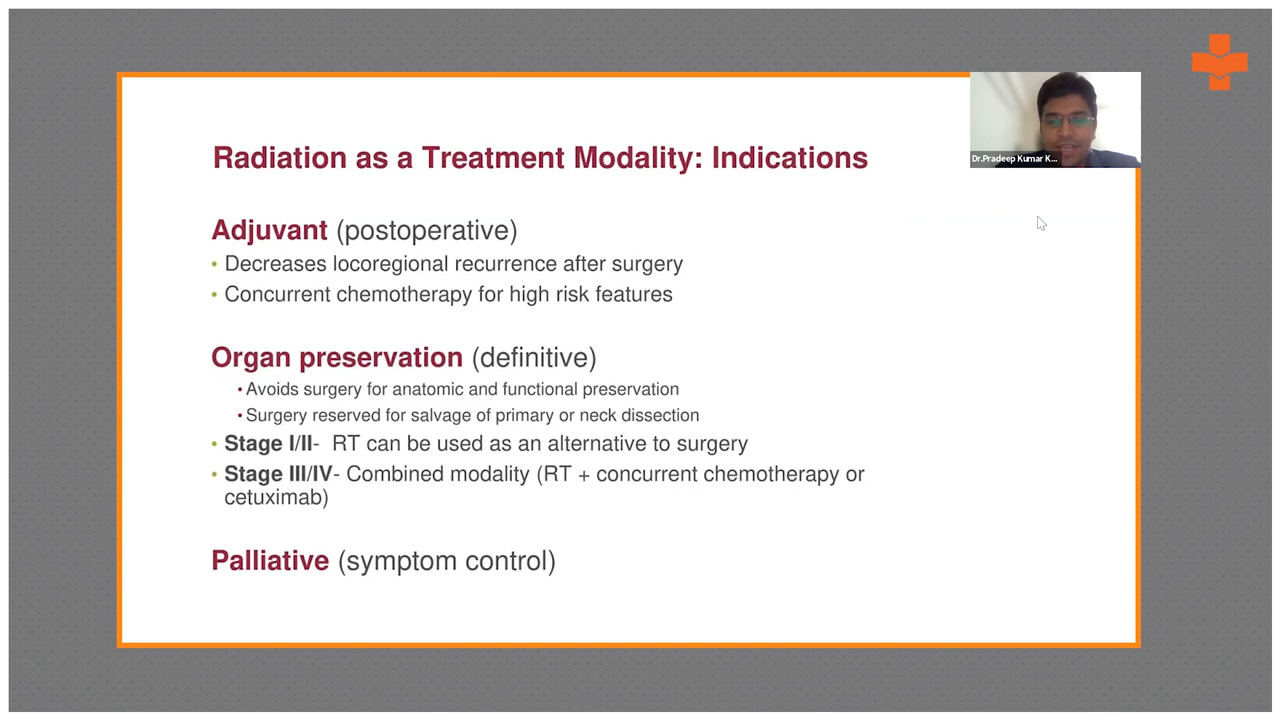 Radiation as a Treatment Modality: Indications
Dr.Pradeep Kumar K...
Adjuvant (postoperative)
• Decreases locoregional recurrence after surgery
• Concurrent chemotherapy for high risk features
Organ preservation (definitive)
• Avoids surgery for anatomic and functional preservation
• Surgery reserved for salvage of primary or neck dissection
• Stage I/II- RT can be used as an alternative to surgery
• Stage III/IV- Combined modality (RT + concurrent chemotherapy or
cetuximab)
Palliative (symptom control)